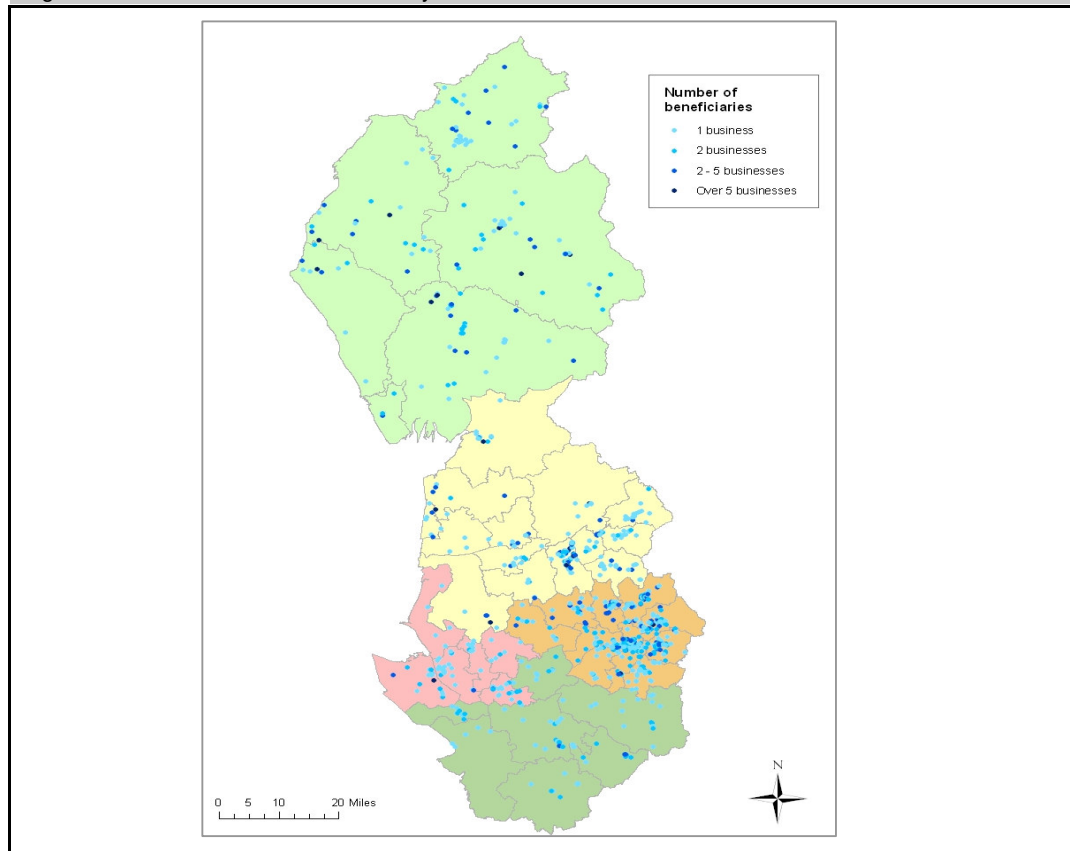 Number of
beneficiaries
1 business
2 businesses
2 - 5 businesses
Over 5 businesses
N
0 5 10 20 Miles